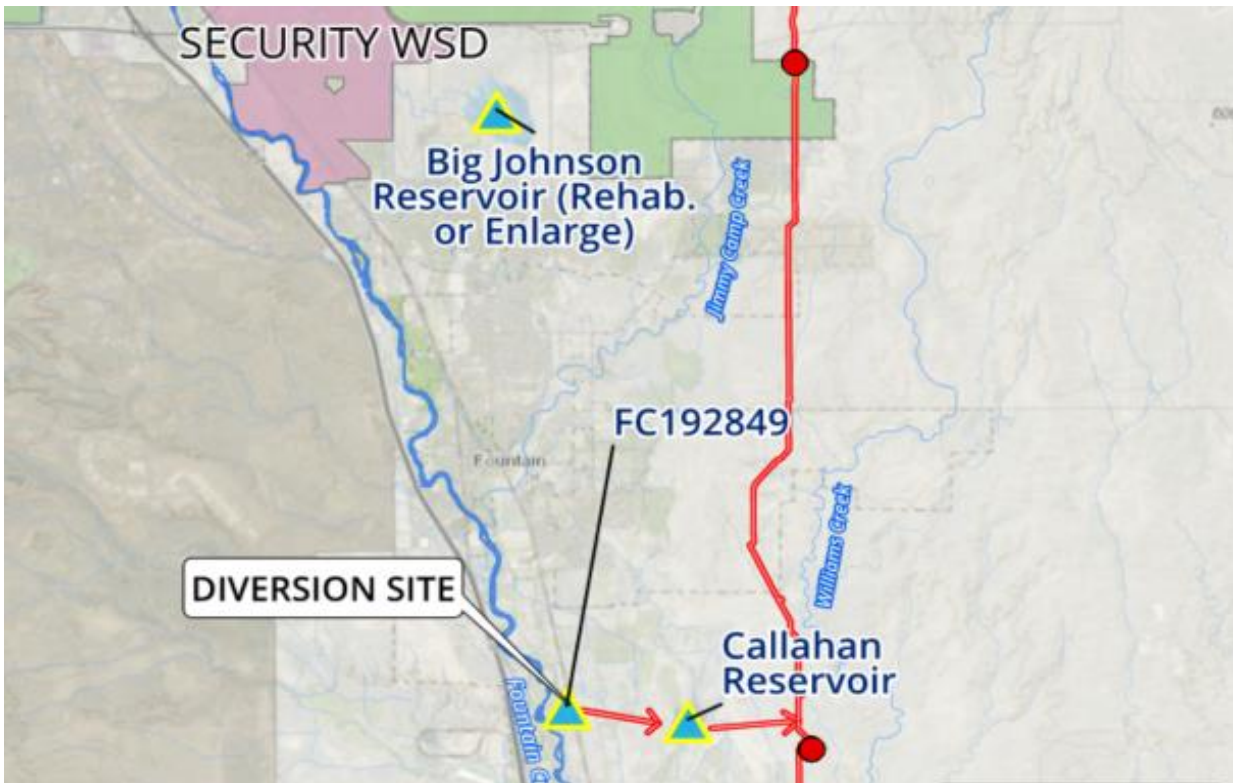 SECURITY WSD
Big Johnson
Reservoir (Rehab.
or Enlarge)
Jimmy Camp Creek
FC192849
Fountain
Williams Creek
DIVERSION SITE
Callahan
Reservoir
Fountain